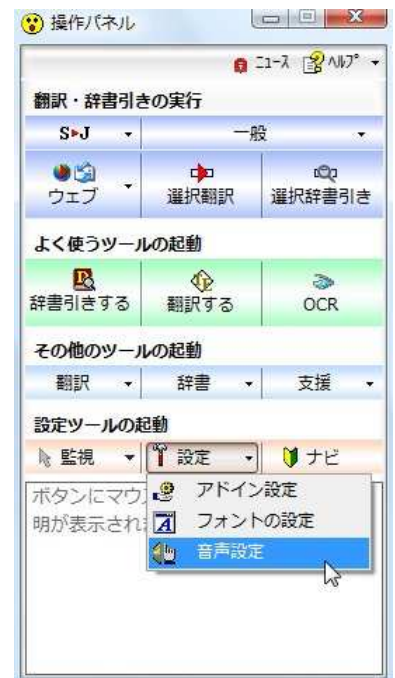 操作パネル
ニュース ヘルプ
翻訳・辞書引きの実行
S▸J 一般
ウェブ 選択翻訳 選択辞書引き
よく使うツールの起動
辞書引きする 翻訳する OCR
その他のツールの起動
翻訳 辞書 支援
設定ツールの起動
監視 設定 ナビ
ボタンにマウ
アドイン設定
明が表示され
フォントの設定
音声設定